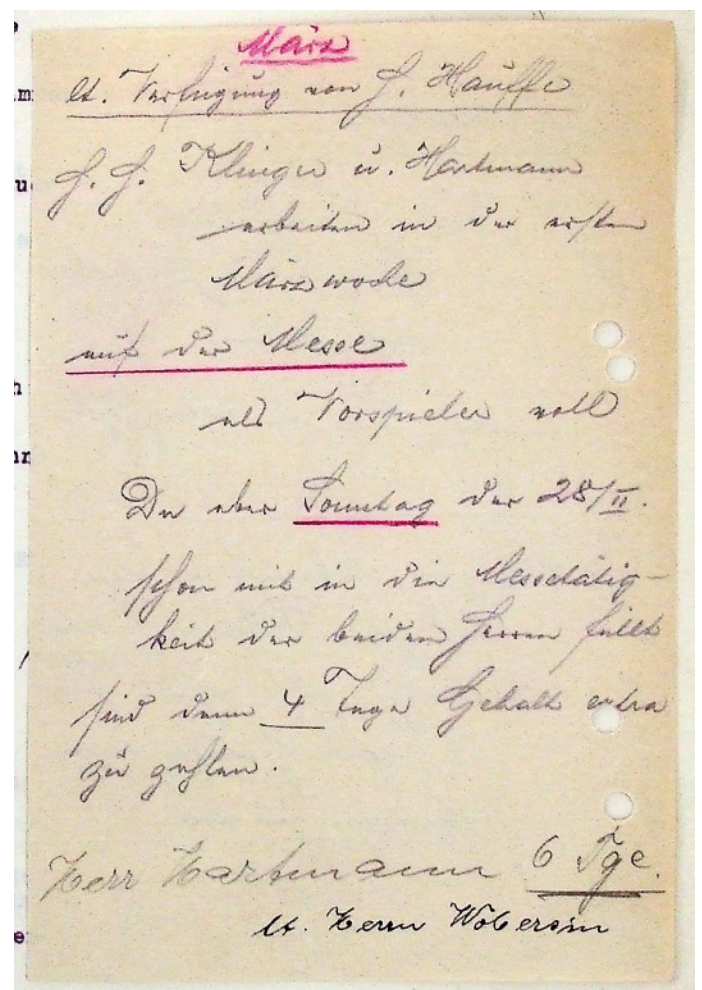 März
lt. Verfügung von H. Hauffe
H. H. Klinger u. Hartmann
arbeiten in der ersten
Märzwoche
auf der Messe
als Vorspieler voll
Da aber Sonntag der 28/II.
schon mit in die Messetätig-
keit der beiden Herren fällt
sind denn 4 Tage Gehalt extra
zu zahlen.
Herr Hartmann 6 Tge.
lt. Herrn Wobersin